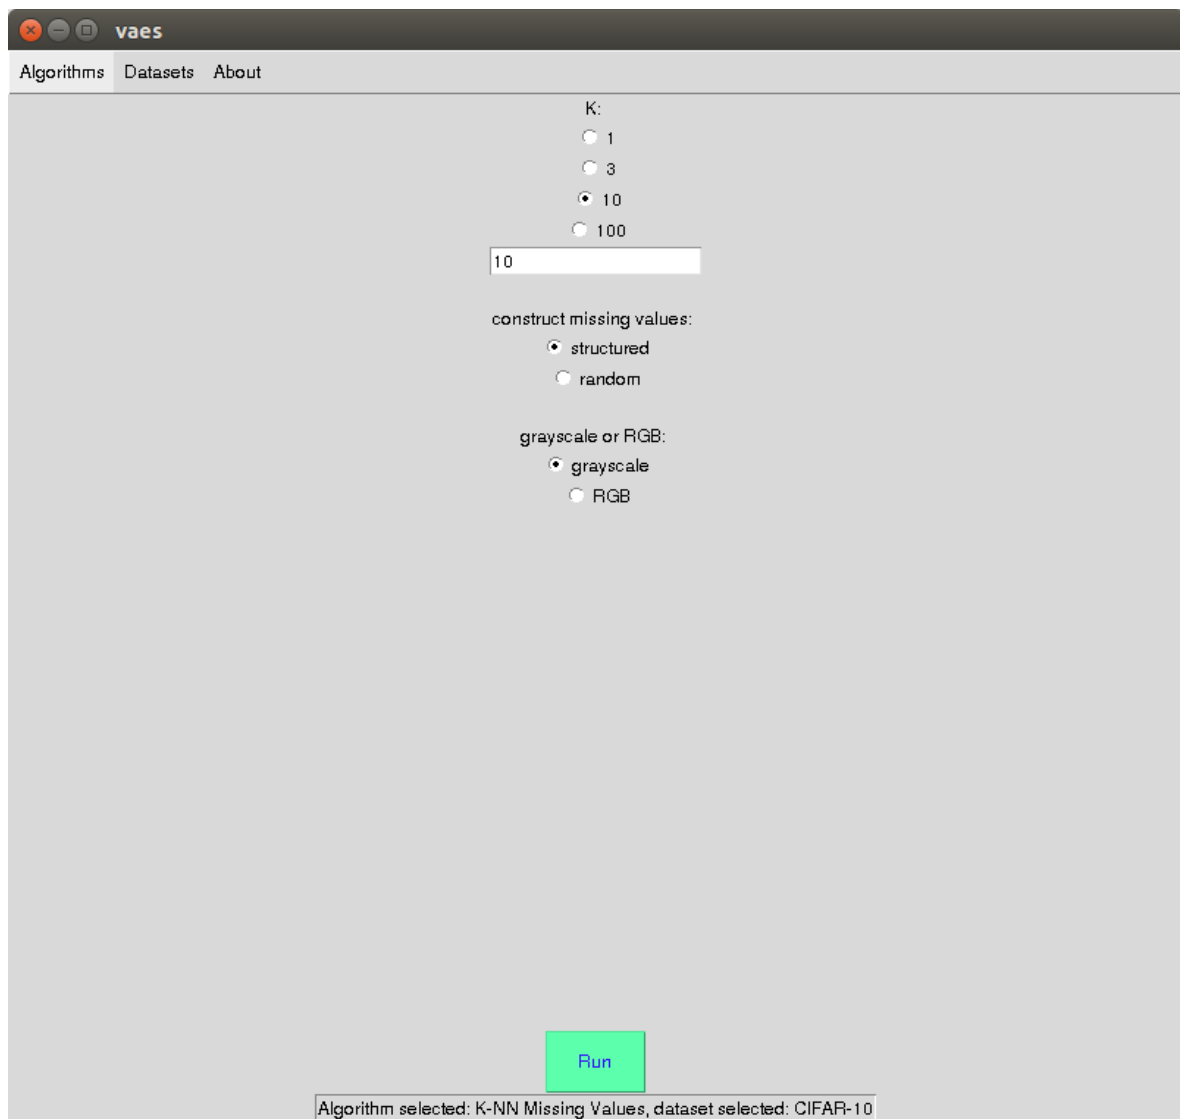 vaes
Algorithms Datasets About
K:
1
3
10
100
10
construct missing values:
structured
random
grayscale or RGB:
grayscale
RGB
Run
Algorithm selected: K-NN Missing Values, dataset selected: CIFAR-10